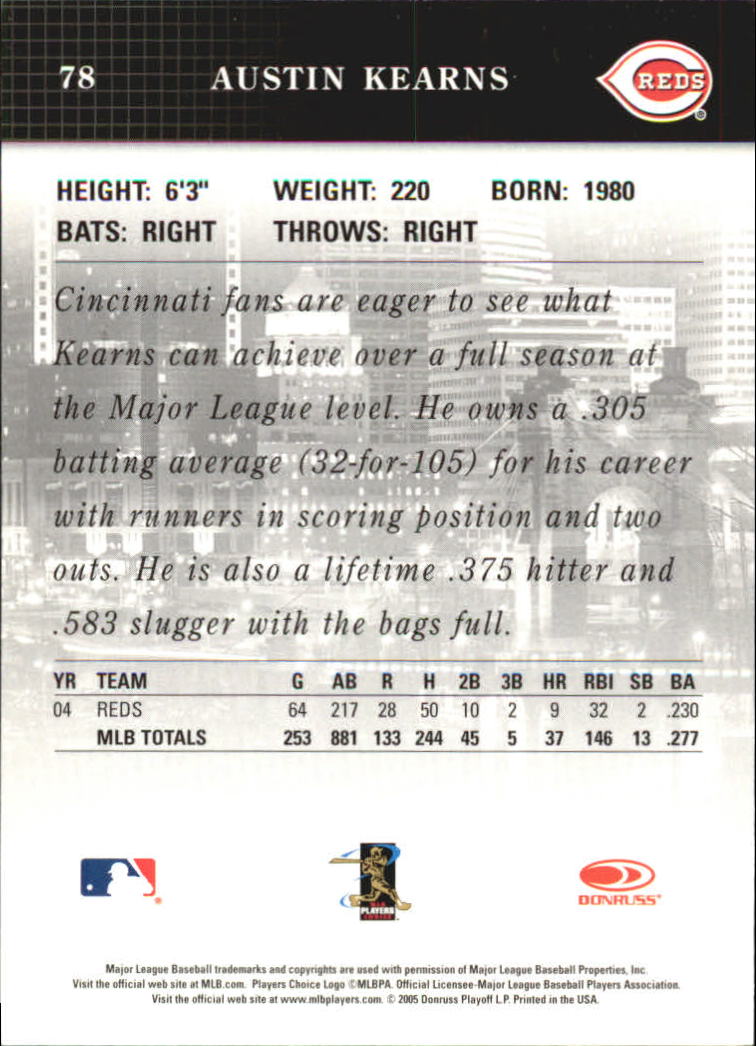 78 AUSTIN KEARNS REDS
HEIGHT: 6'3" WEIGHT: 220 BORN: 1980
BATS: RIGHT THROWS: RIGHT
Cincinnati fans are eager to see what
Kearns can achieve over a full season at
the Major League level. He owns a .305
batting average (32-for-105) for his career
with runners in scoring position and two
outs. He is also a lifetime .375 hitter and
.583 slugger with the bags full.
YR TEAM G AB R H 2B 3B HR RBI SB BA
04 REDS 64 217 28 50 10 2 9 32 2 .230
MLB TOTALS 253 881 133 244 45 5 37 146 13 .277
PLAYERS
CHOICE
DONRUSS
Major League Baseball trademarks and copyrights are used with permission of Major League Baseball Properties, Inc.
Visit the official web site at MLB.com. Players Choice Logo ©MLBPA. Official Licensee-Major League Baseball Players Association.
Visit the official web site at www.mlbplayers.com. © 2005 Donruss Playoff L.P. Printed in the USA.